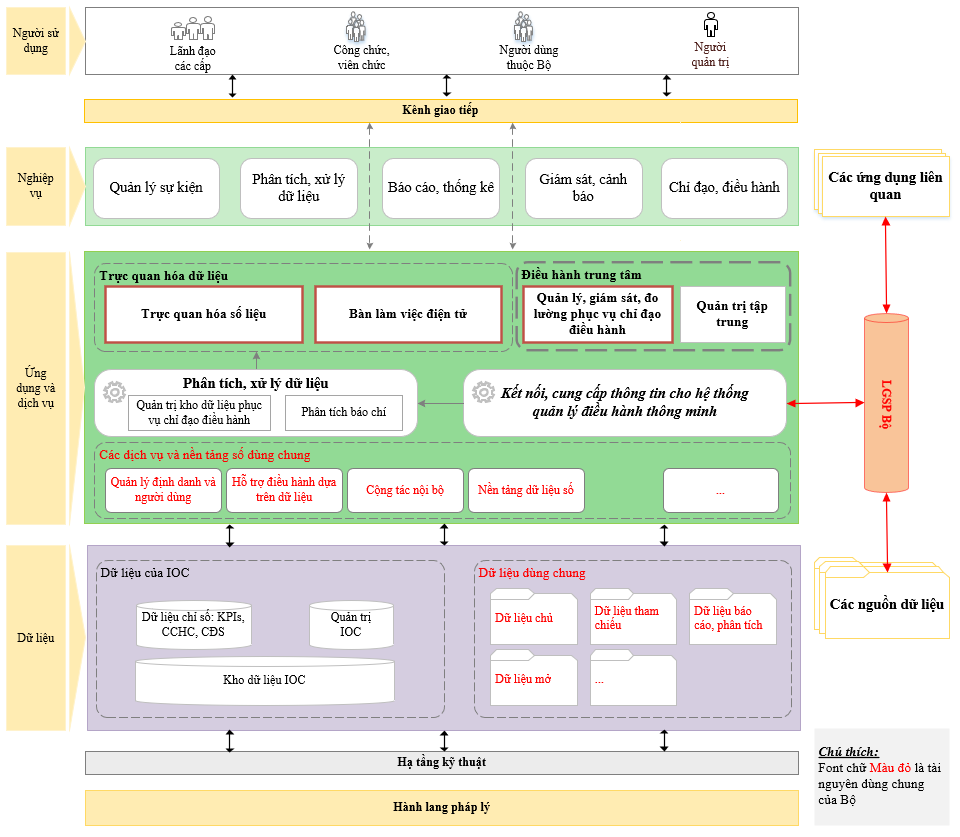 Người sử
dụng
Lãnh đạo
các cấp
Công chức,
viên chức
Người dùng
thuộc Bộ
Người
quản trị
Kênh giao tiếp
Nghiệp
vụ
Quản lý sự kiện
Phân tích, xử lý
dữ liệu
Báo cáo, thống kê
Giám sát, cảnh
báo
Chỉ đạo, điều hành
Các ứng dụng liên
quan
Ứng
dụng và
dịch vụ
Trực quan hóa dữ liệu
Trực quan hóa số liệu
Bàn làm việc điện tử
Điều hành trung tâm
Quản lý, giám sát, đo
lường phục vụ chỉ đạo
điều hành
Quản trị tập
trung
Phân tích, xử lý dữ liệu
Quản trị kho dữ liệu phục
vụ chỉ đạo điều hành
Phân tích báo chí
Kết nối, cung cấp thông tin cho hệ thống
quản lý điều hành thông minh
LGSP Bộ
Các dịch vụ và nền tảng số dùng chung
Quản lý định danh và
người dùng
Hỗ trợ điều hành dựa
trên dữ liệu
Cộng tác nội bộ
Nền tảng dữ liệu số
...
Dữ liệu
Dữ liệu của IOC
Dữ liệu chỉ số: KPIs,
CCHC, CĐS
Quản trị
IOC
Kho dữ liệu IOC
Dữ liệu dùng chung
Dữ liệu chủ
Dữ liệu tham
chiếu
Dữ liệu báo
cáo, phân tích
Dữ liệu mở
...
Các nguồn dữ liệu
Hạ tầng kỹ thuật
Hành lang pháp lý
Chú thích:
Font chữ Màu đỏ là tài
nguyên dùng chung
của Bộ